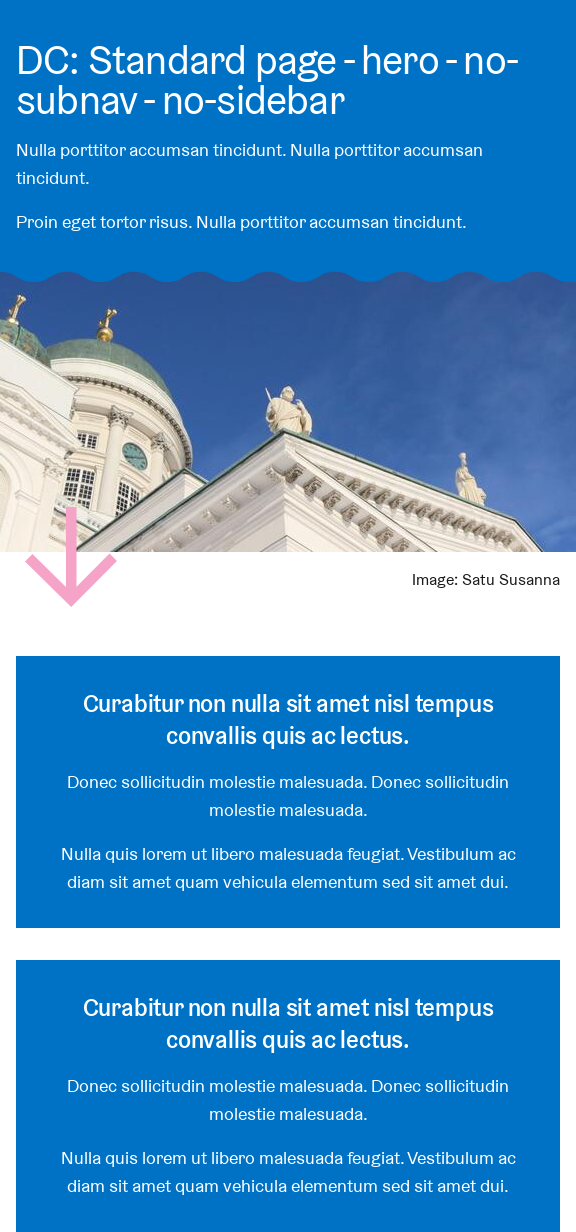 DC: Standard page - hero - no-
subnav - no-sidebar
Nulla porttitor accumsan tincidunt. Nulla porttitor accumsan
tincidunt.
Proin eget tortor risus. Nulla porttitor accumsan tincidunt.
Image: Satu Susanna
Curabitur non nulla sit amet nisl tempus
convallis quis ac lectus.
Donec sollicitudin molestie malesuada. Donec sollicitudin
molestie malesuada.
Nulla quis lorem ut libero malesuada feugiat. Vestibulum ac
diam sit amet quam vehicula elementum sed sit amet dui.
Curabitur non nulla sit amet nisl tempus
convallis quis ac lectus.
Donec sollicitudin molestie malesuada. Donec sollicitudin
molestie malesuada.
Nulla quis lorem ut libero malesuada feugiat. Vestibulum ac
diam sit amet quam vehicula elementum sed sit amet dui.